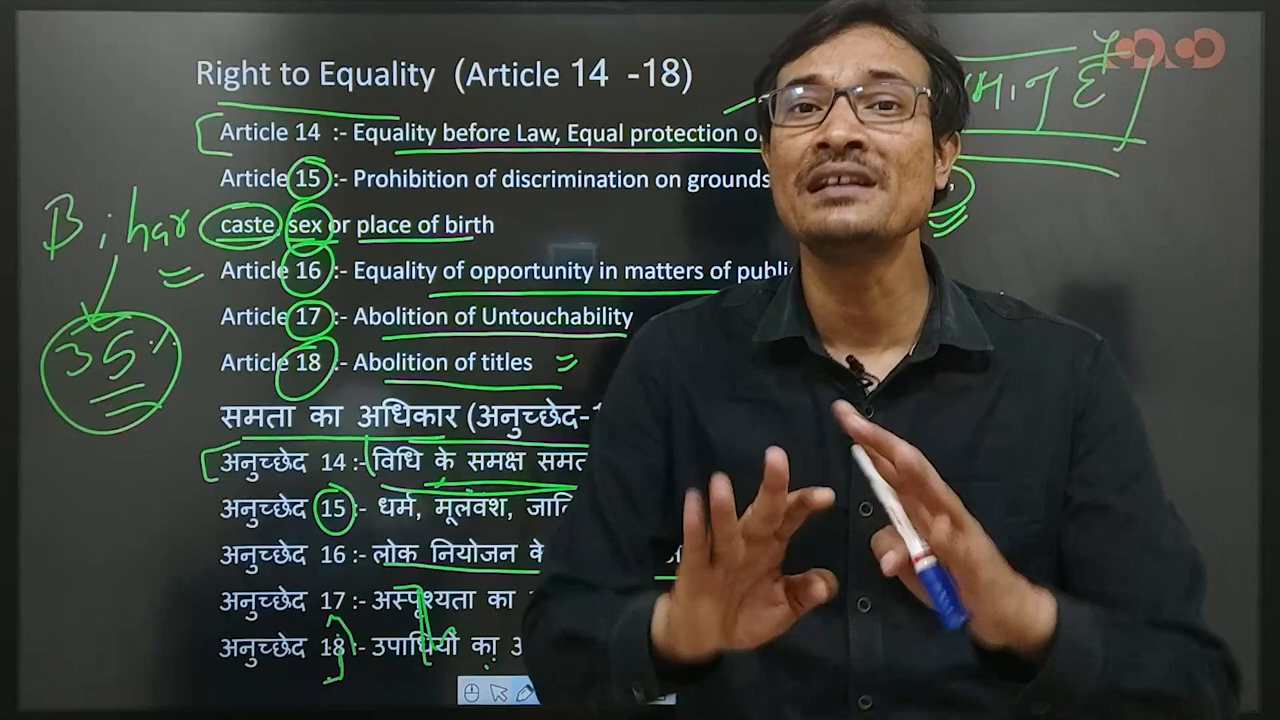 Right to Equality (Article 14 -18)
मान है
Article 14 :- Equality before Law, Equal protection
Article 15 :- Prohibition of discrimination on grounds
Bihar
caste sex or place of birth
Article 16 :- Equality of opportunity in matters of
Article 17 :- Abolition of Untouchability
Article 18 :- Abolition of titles
35%
समता का अधिकार (अनुच्छेद-1
अनुच्छेद 14 :- विधि के समक्ष
अनुच्छेद 15 :- धर्म, मूलवंश,
अनुच्छेद 16 :- लोक नियोजन के
अनुच्छेद 17 :- अस्पृश्यता का
अनुच्छेद 18 :- उपाधियों का